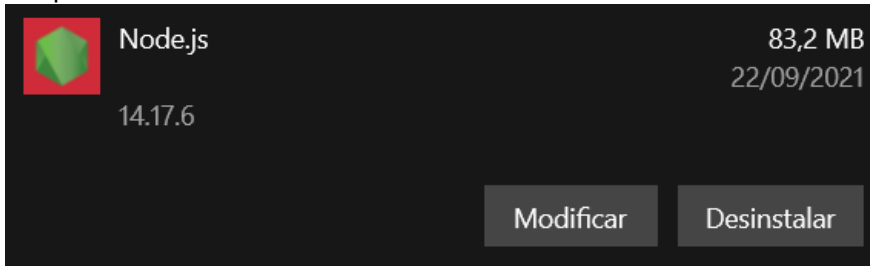 Node.js
83,2 MB
22/09/2021
14.17.6
Modificar
Desinstalar